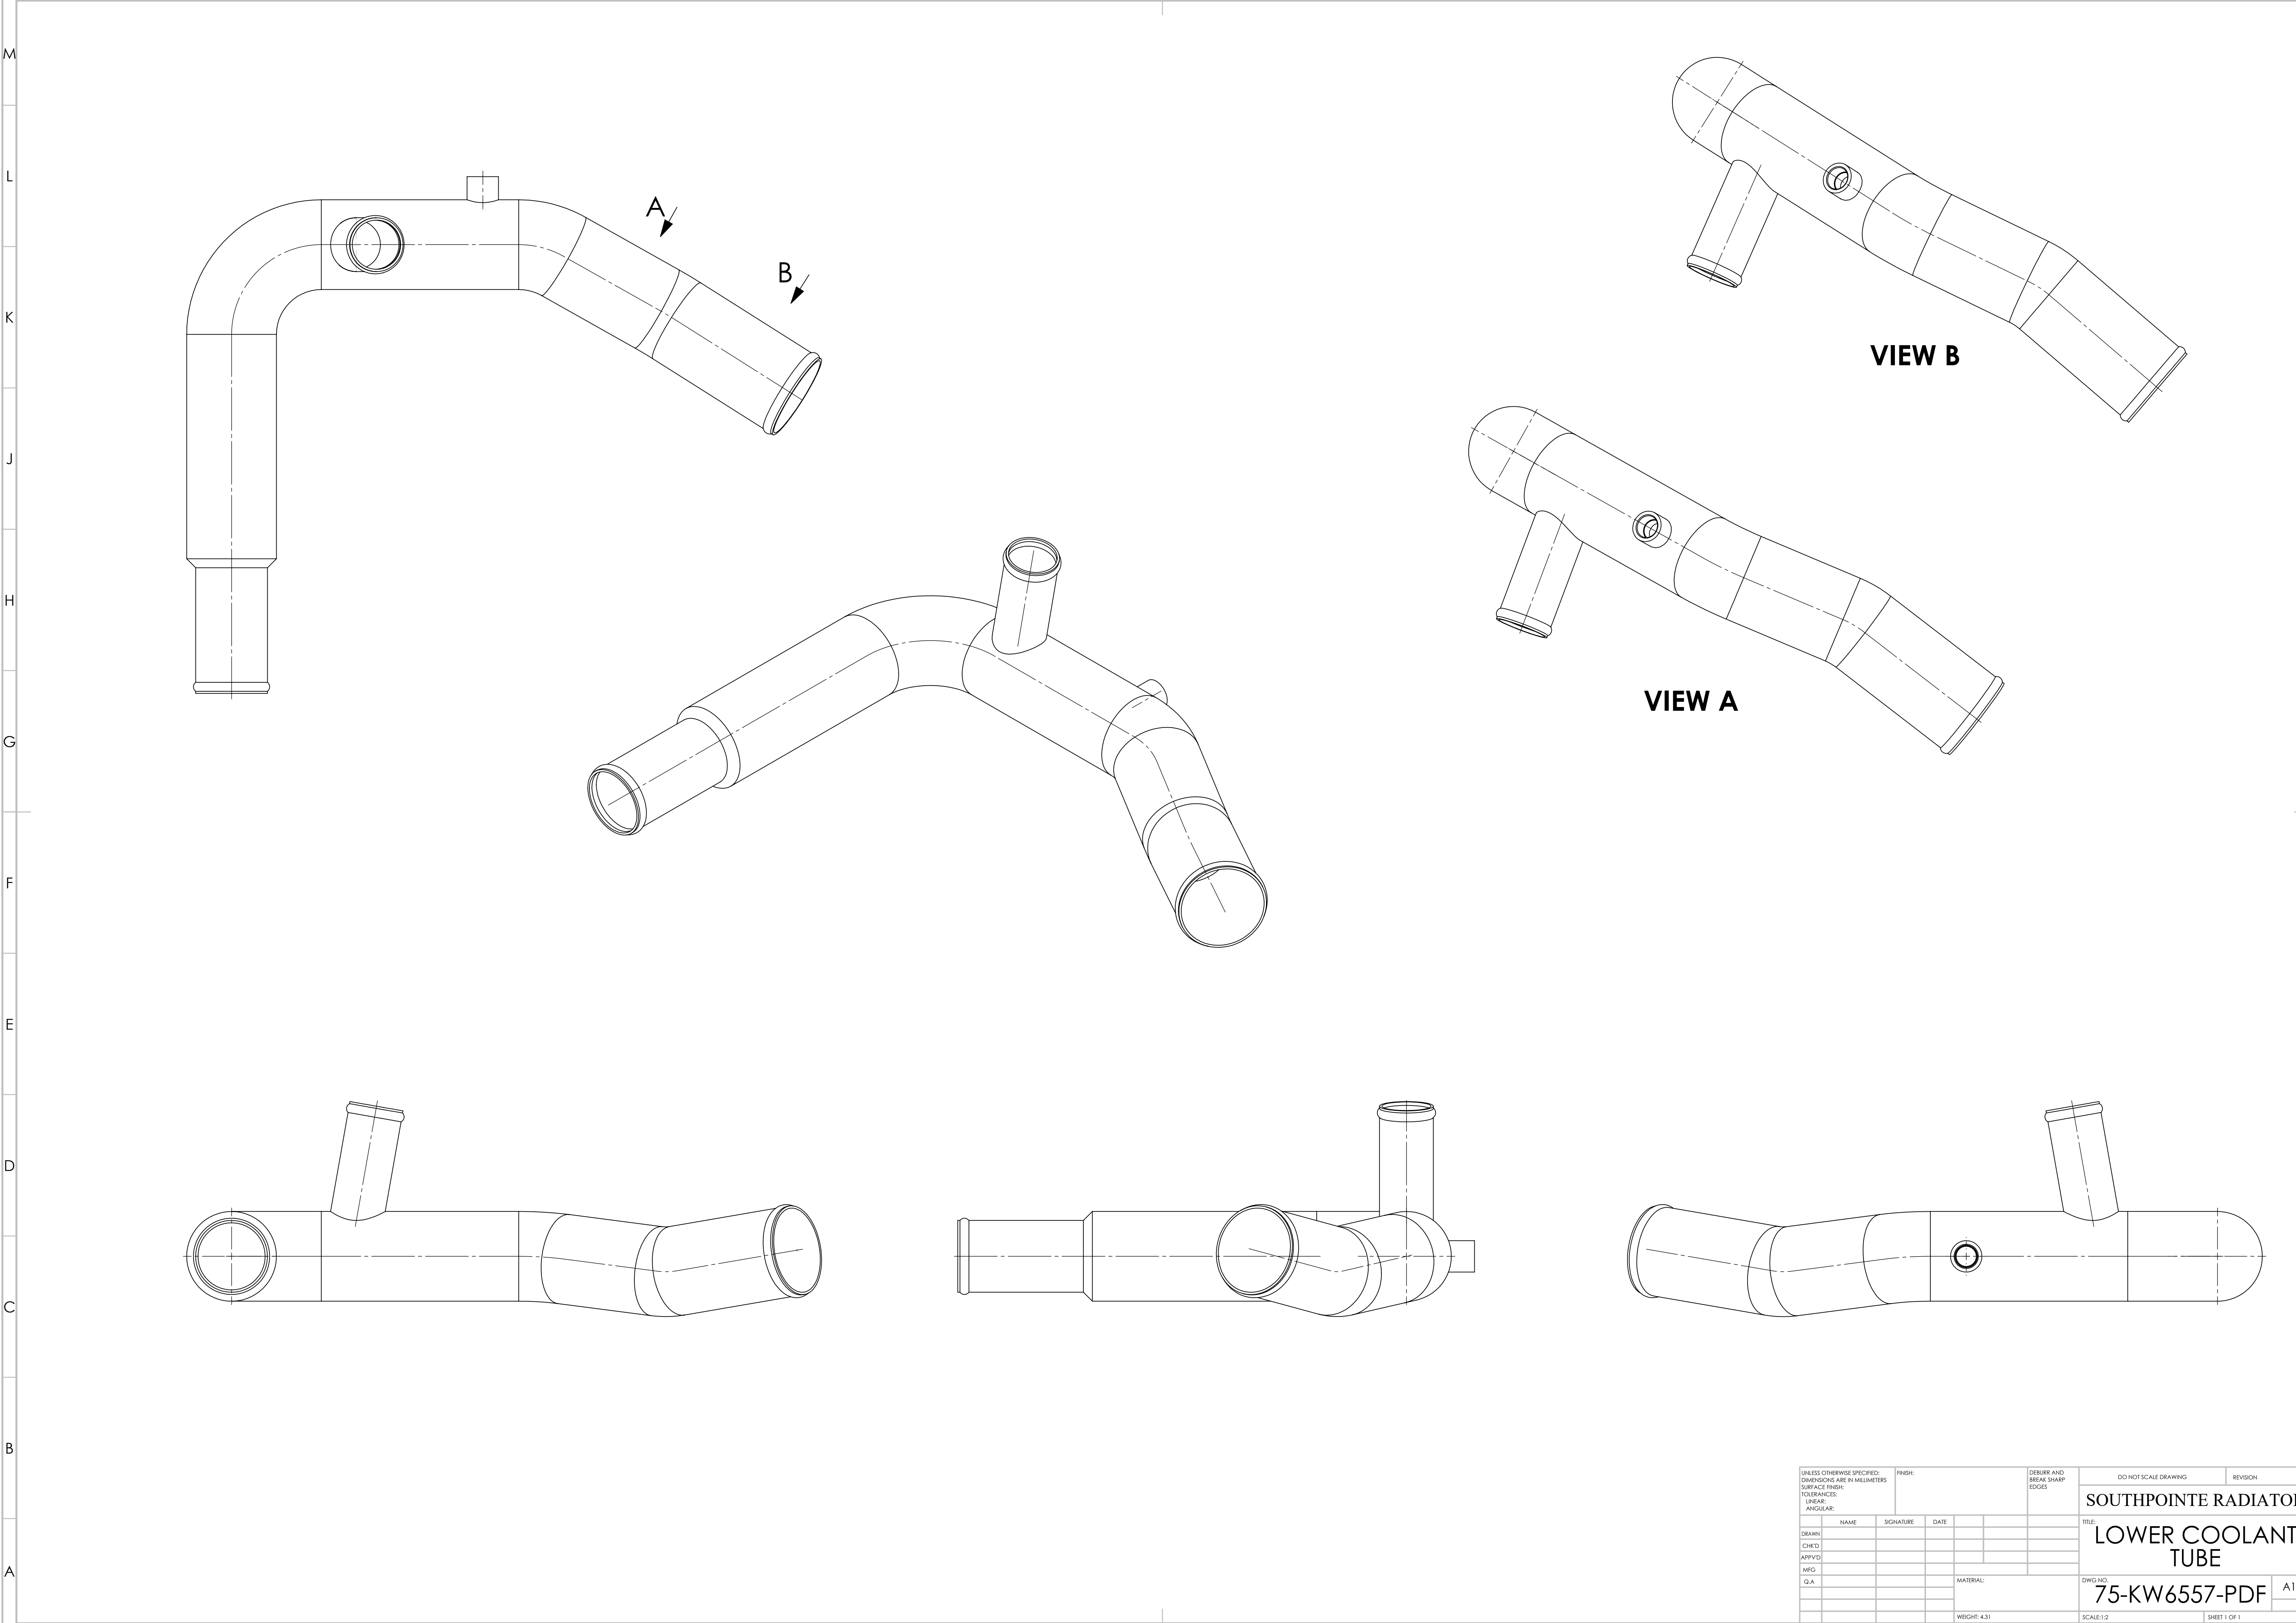 M
L
K
J
H
G
F
E
D
C
B
A
A
B
VIEW B
VIEW A
UNLESS OTHERWISE SPECIFIED:
DIMENSIONS ARE IN MILLIMETERS
SURFACE FINISH:
TOLERANCES:
LINEAR:
ANGULAR:
FINISH:
DEBURR AND
BREAK SHARP
EDGES
DO NOT SCALE DRAWING
REVISION
SOUTHPOINTE RADIATO
NAME SIGNATURE DATE
DRAWN
CHK'D
APPV'D
MFG
Q.A
TITLE:
LOWER COOLANT
TUBE
MATERIAL:
DWG NO.
75-KW6557-PDF
A1
WEIGHT: 4.31
SCALE:1:2
SHEET 1 OF 1